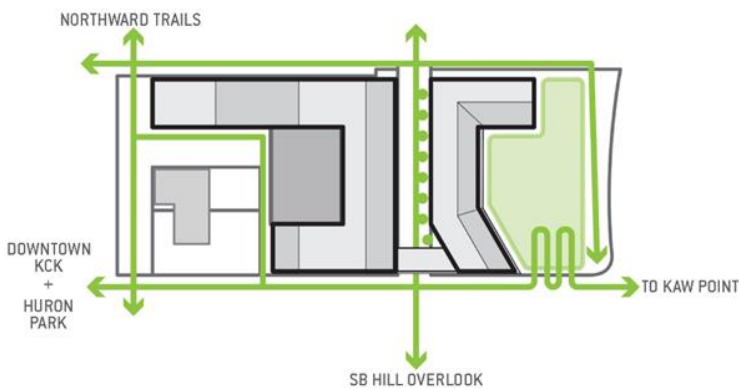 NORTHWARD TRAILS
DOWNTOWN
KCK
+
HURON
PARK
TO KAW POINT
SB HILL OVERLOOK